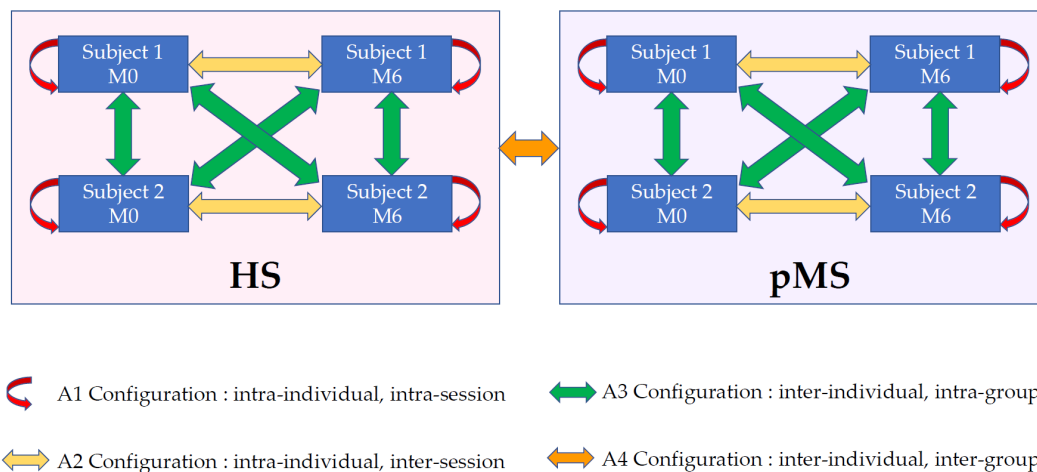 Subject 1
M0
Subject 1
M6
Subject 2
M0
Subject 2
M6
HS
Subject 1
M0
Subject 1
M6
Subject 2
M0
Subject 2
M6
pMS
A1 Configuration : intra-individual, intra-session
A3 Configuration : inter-individual, intra-group
A2 Configuration : intra-individual, inter-session
A4 Configuration : inter-individual, inter-group